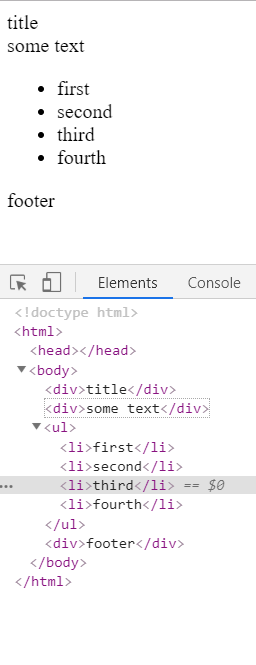 title
some text
• first
• second
• third
• fourth
footer
Elements Console
<!doctype html>
<html>
<head></head>
<body>
<div>title</div>
<div>some text</div>
<ul>
<li>first</li>
<li>second</li>
... <li>third</li> == $0
<li>fourth</li>
</ul>
<div>footer</div>
</body>
</html>